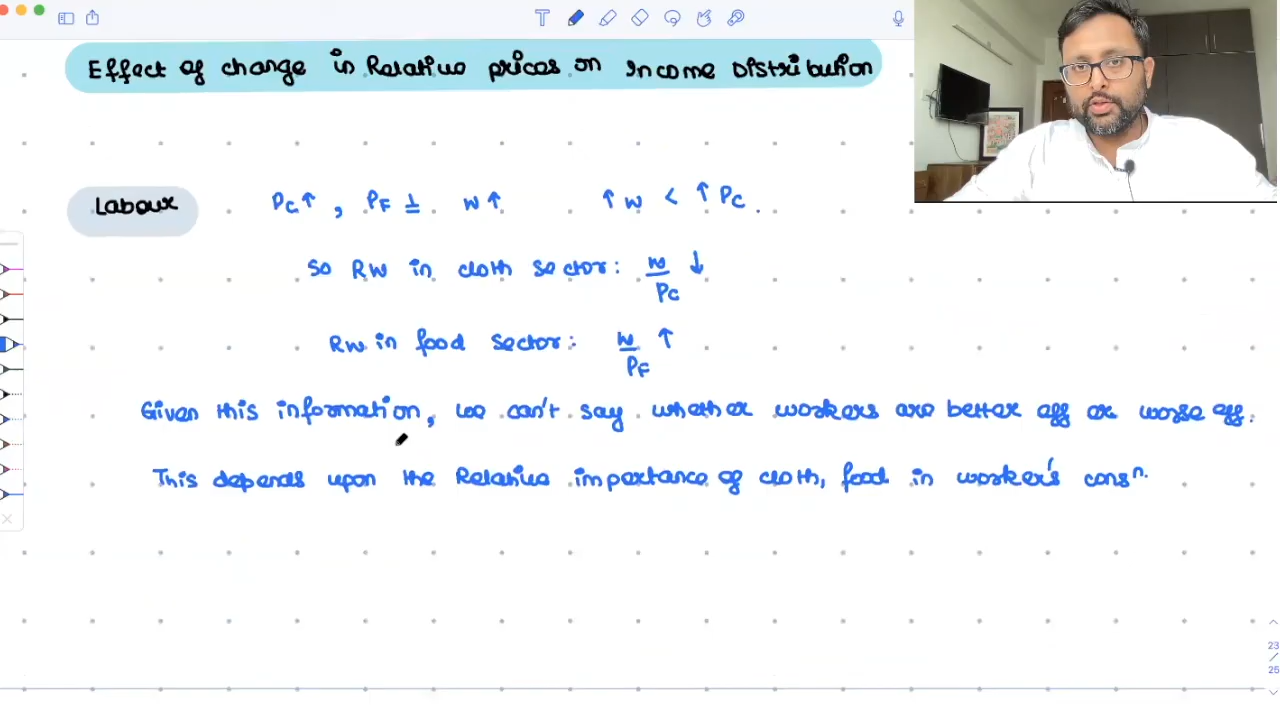 Effect of change in Relative prices on Income Distribution
Labour PC↑ , PF ⊥ w↑ ↑w < ↑PC .
So RW in cloth sector: w/PC ↓
RW in food sector: w/PF ↑
Given this information, we can't say whether workers are better off or worse off.
This depends upon the Relative importance of cloth, food in worker's consⁿ.
23
/
25